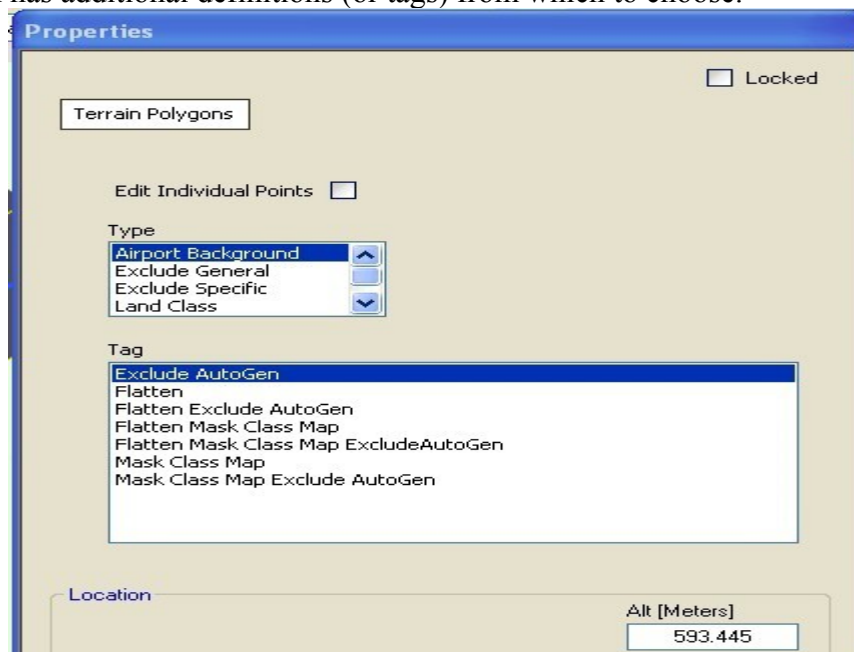 has additional definitions (or tags) from which to choose.
Properties
Locked
Terrain Polygons
Edit Individual Points
Type
Airport Background
Exclude General
Exclude Specific
Land Class
Tag
Exclude AutoGen
Flatten
Flatten Exclude AutoGen
Flatten Mask Class Map
Flatten Mask Class Map ExcludeAutoGen
Mask Class Map
Mask Class Map Exclude AutoGen
Location
Alt [Meters]
593.445